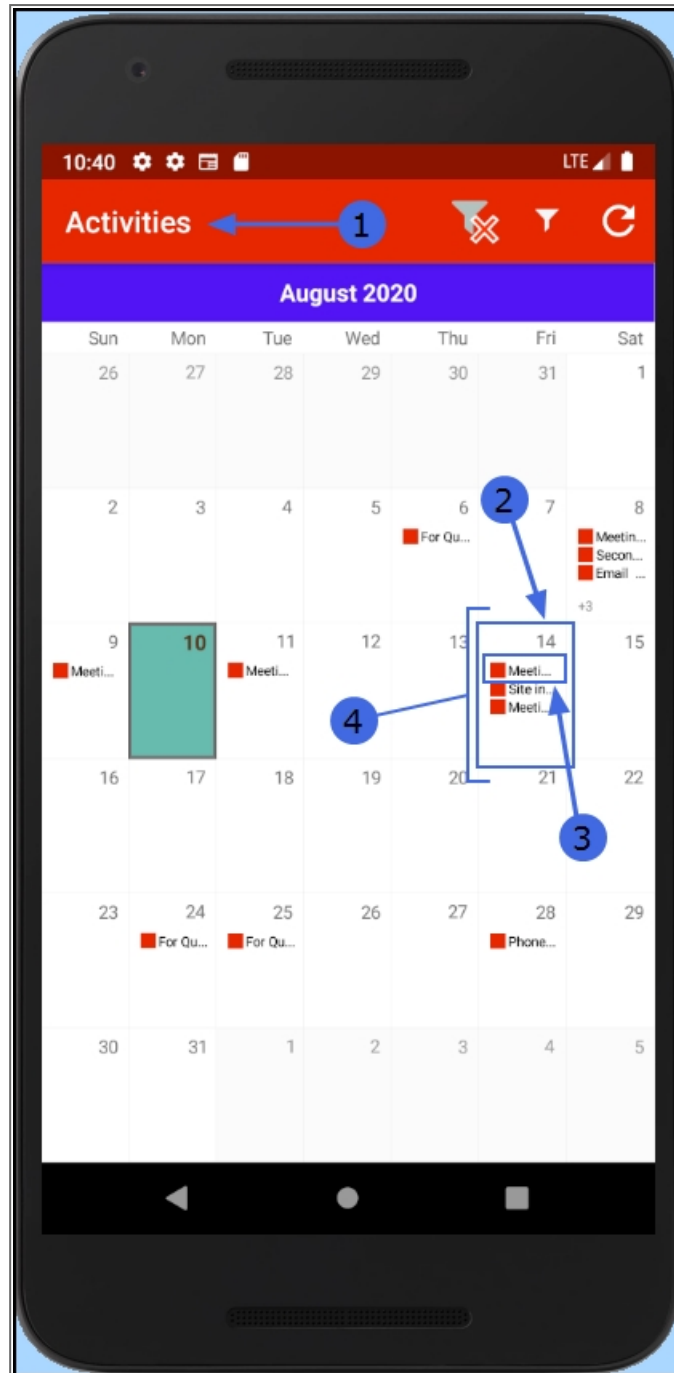 10:40 LTE
Activities 1
August 2020
Sun Mon Tue Wed Thu Fri Sat
26 27 28 29 30 31 1
2 3 4 5 6 2 7 8
For Qu... Meetin...
Secon...
Email ...
+3
9 10 11 12 13 14 15
Meeti... Meeti... Meeti...
Site in...
4 Meeti...
16 17 18 19 20 21 22
3
23 24 25 26 27 28 29
For Qu... For Qu... Phone...
30 31 1 2 3 4 5